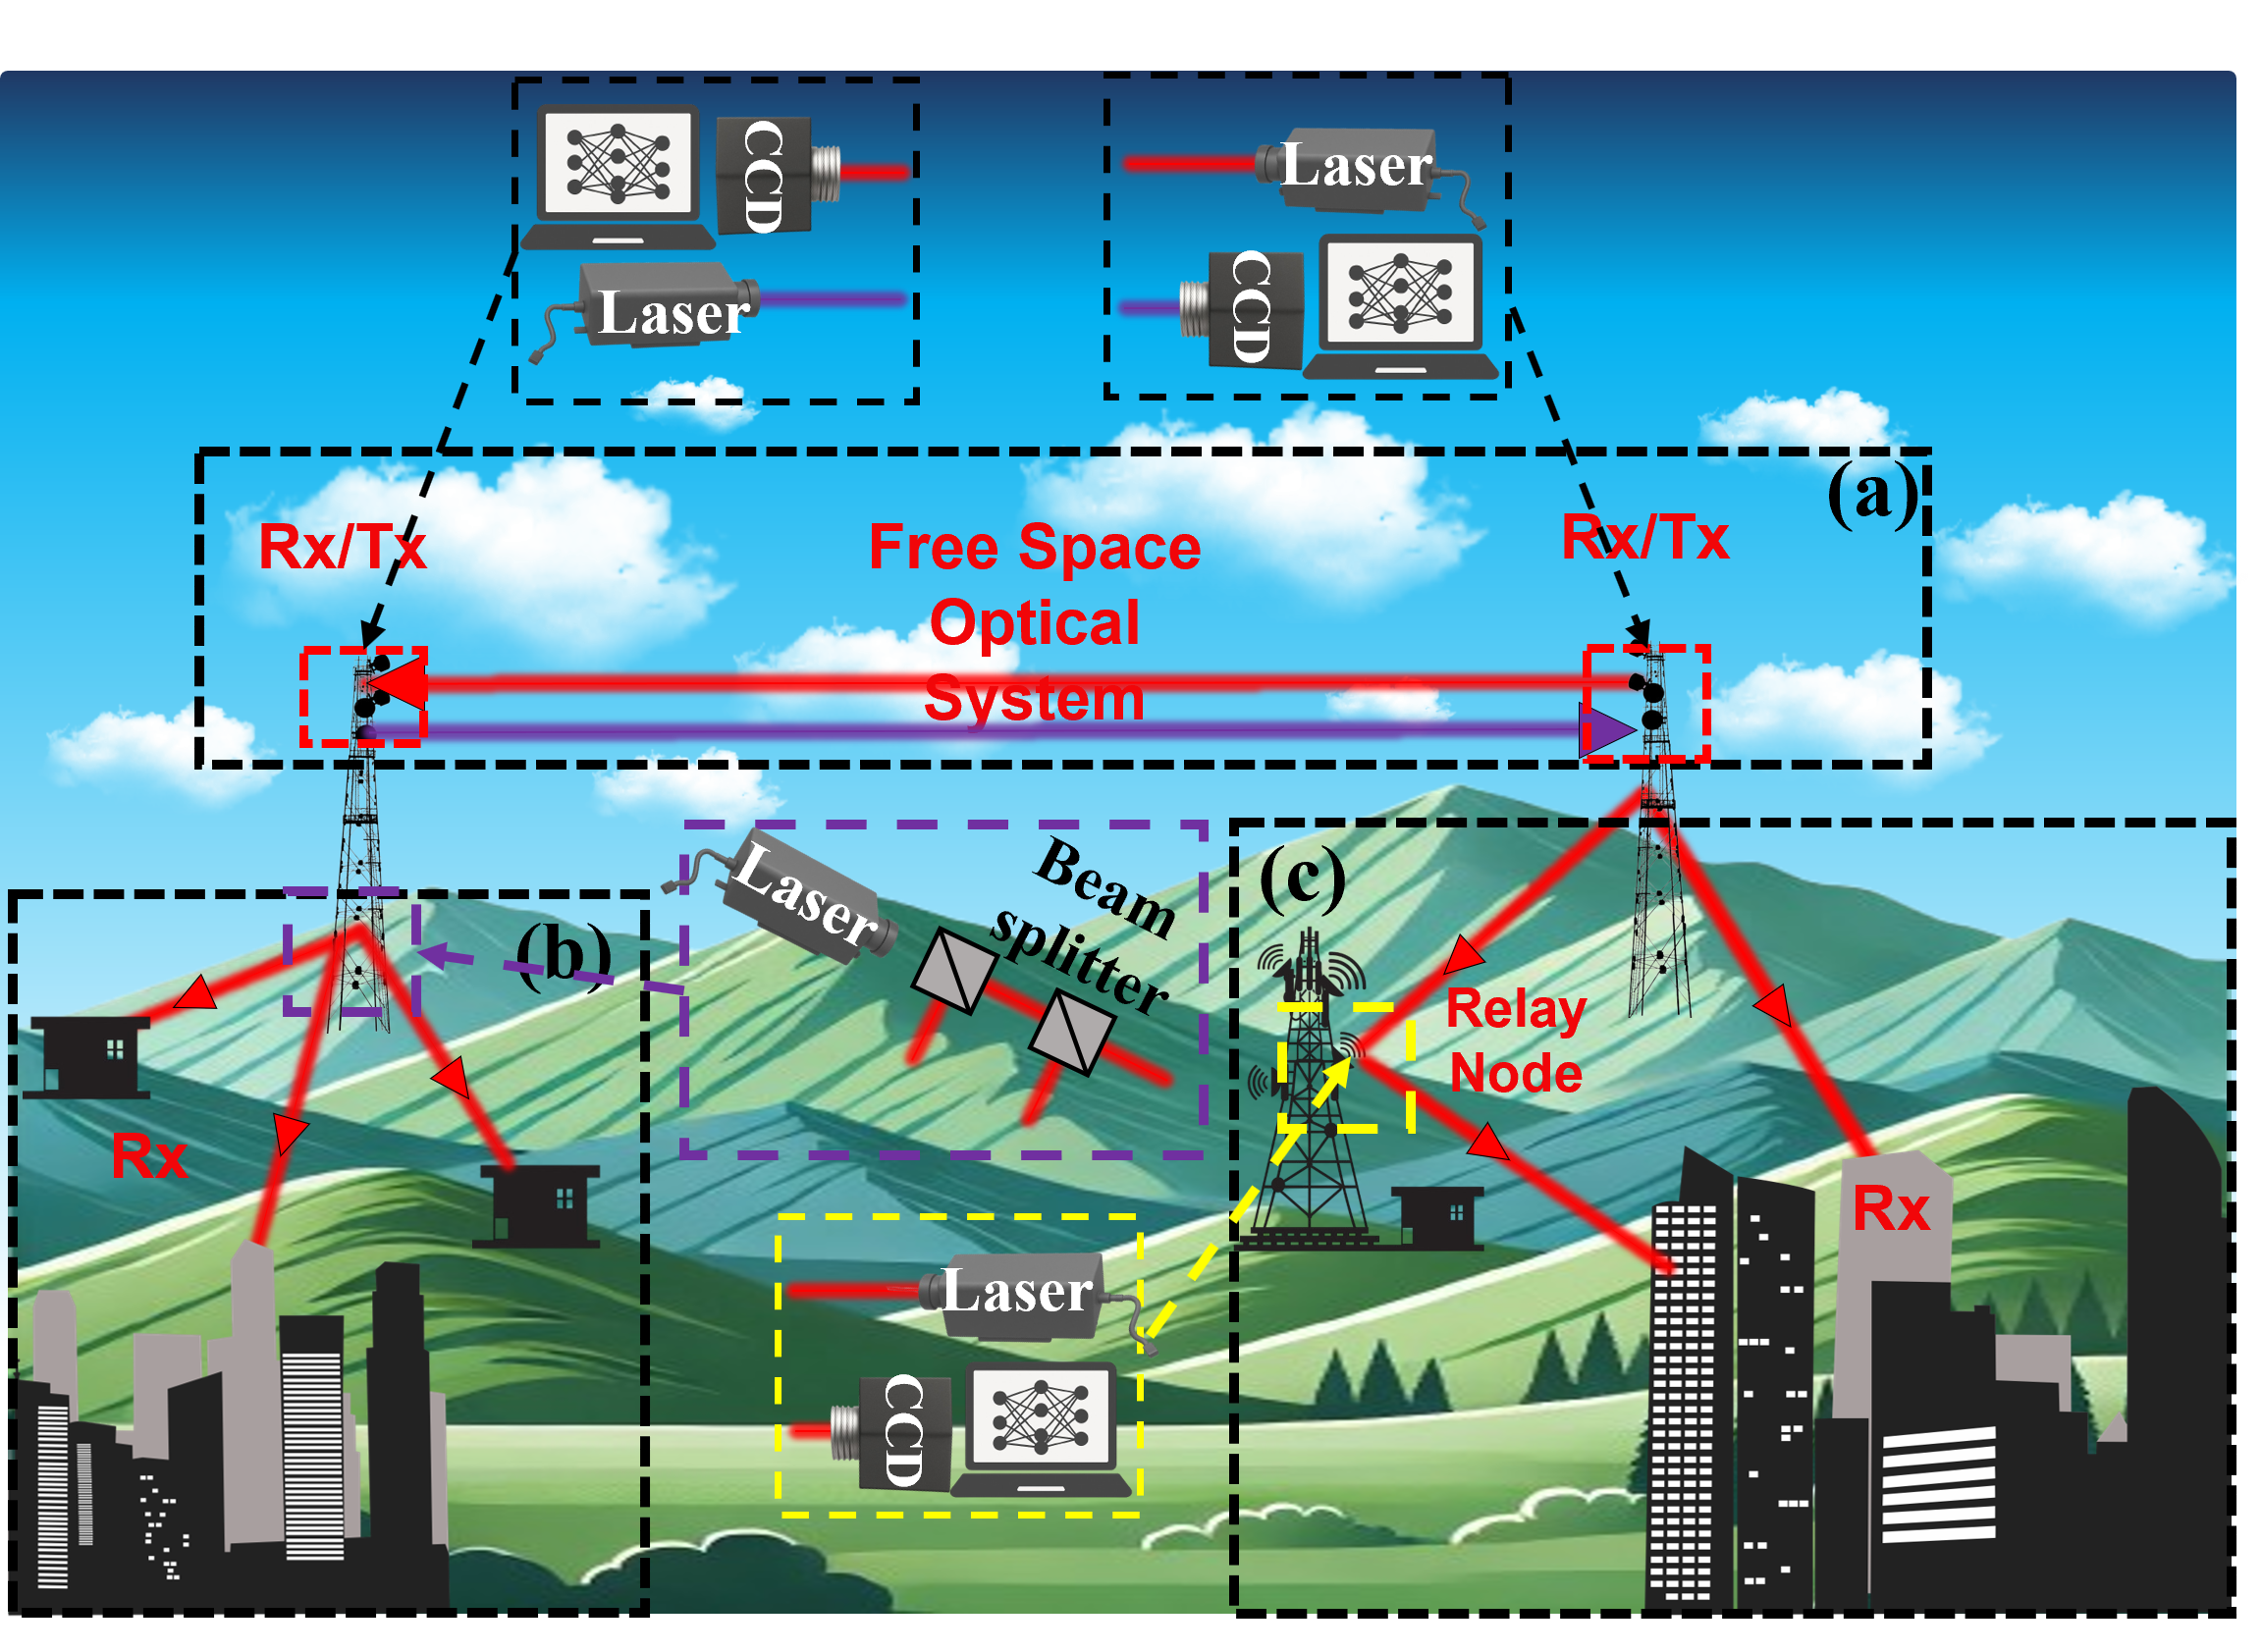 CCD
Laser
Laser
CCD
(a)
Rx/Tx
Free Space
Optical
System
Rx/Tx
Laser
Beam
splitter
(b)
(c)
Relay
Node
Rx
Rx
Laser
CCD